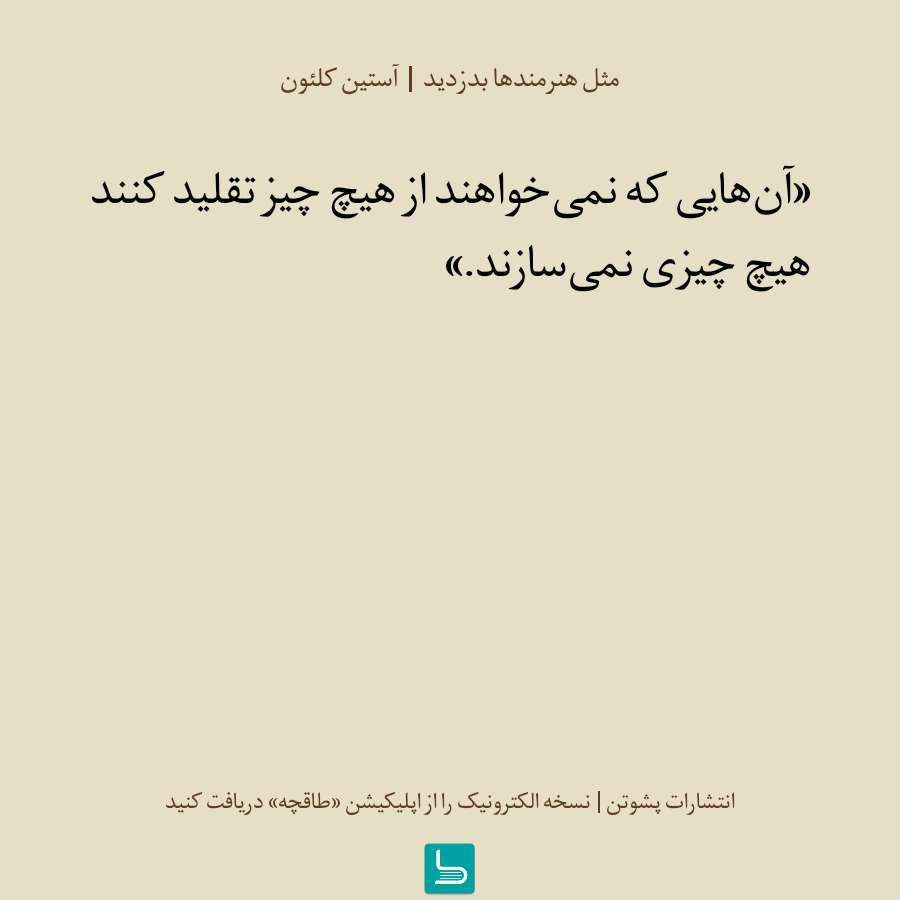 مثل هنرمندها بدزدید | آستین کلئون
«آن‌هایی که نمی‌خواهند از هیچ چیز تقلید کنند
هیچ چیزی نمی‌سازند.»
انتشارات پشوتن | نسخه الکترونیک را از اپلیکیشن «طاقچه» دریافت کنید